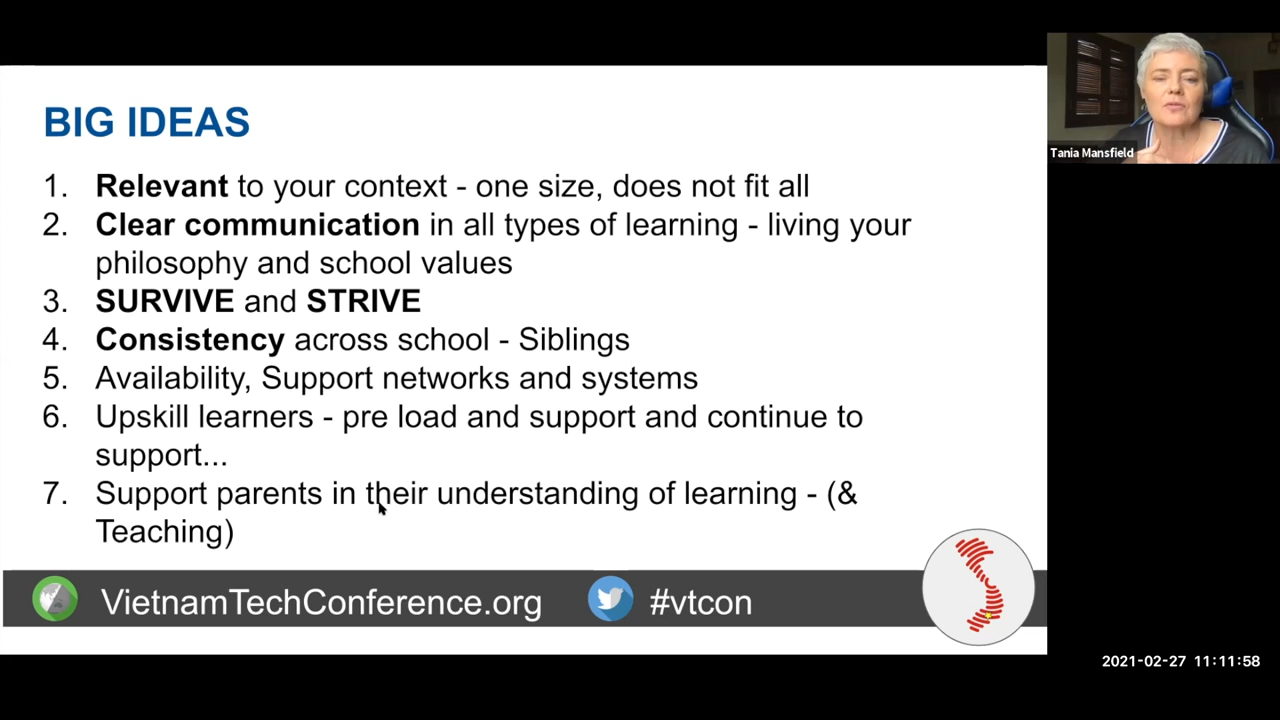 BIG IDEAS
1. Relevant to your context - one size, does not fit all
2. Clear communication in all types of learning - living your
philosophy and school values
3. SURVIVE and STRIVE
4. Consistency across school - Siblings
5. Availability, Support networks and systems
6. Upskill learners - pre load and support and continue to
support...
7. Support parents in their understanding of learning - (&
Teaching)
VietnamTechConference.org
#vtcon
Tania Mansfield
2021-02-27 11:11:58